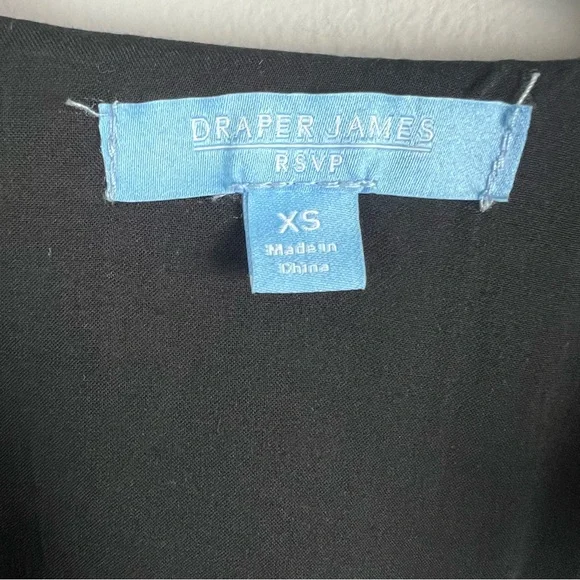 DRAPER JAMES
RSVP
XS
Made in
China